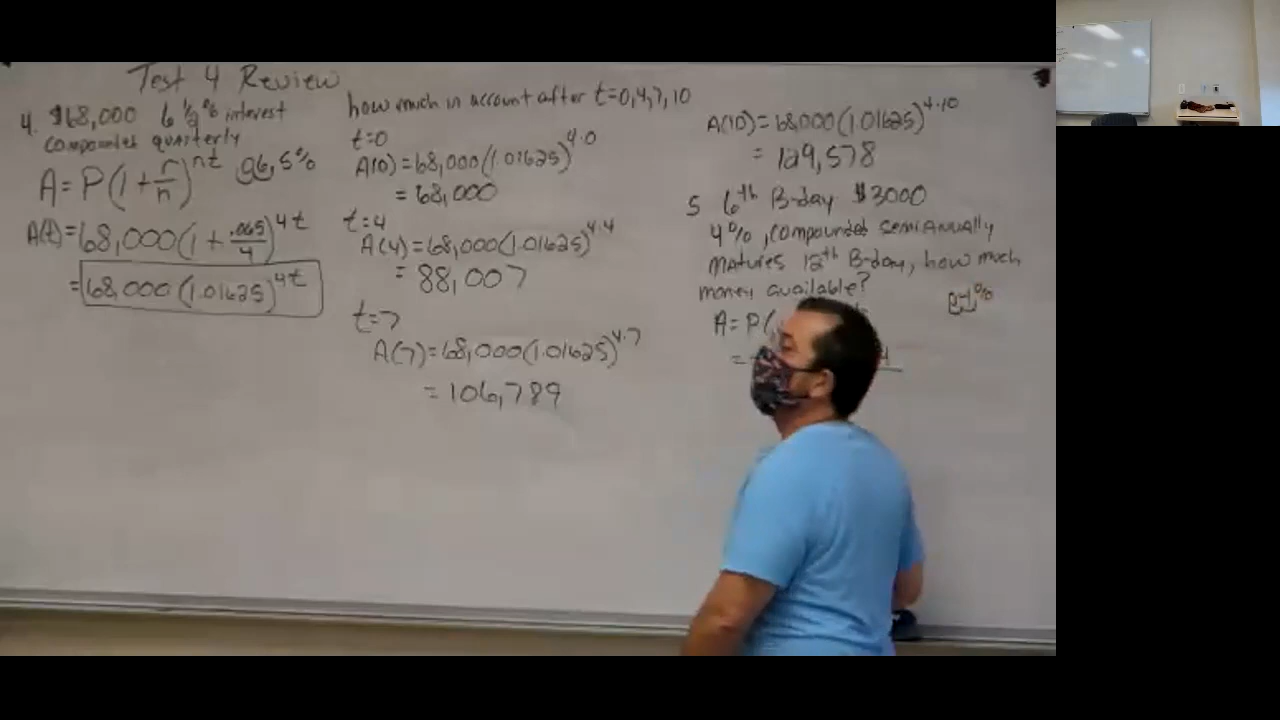 Test 4 Review
4. $68,000 6 1/2 % interest
compounded quarterly
A = P(1 + r/n)^nt 06,5%
A(t) = 68,000(1 + .065/4)^4t
= 68,000(1.01625)^4t
how much in account after t=0,4,7,10
t=0
A(0) = 68,000(1.01625)^4·0
= 68,000
t=4
A(4) = 68,000(1.01625)^4·4
= 88,007
t=7
A(7) = 68,000(1.01625)^4·7
= 106,789
A(10) = 68,000(1.01625)^4·10
= 129,578
5 6th B-day $3000
4%, compounded semiAnnually
matures 12th B-day, how much
money available?
A = P(
=